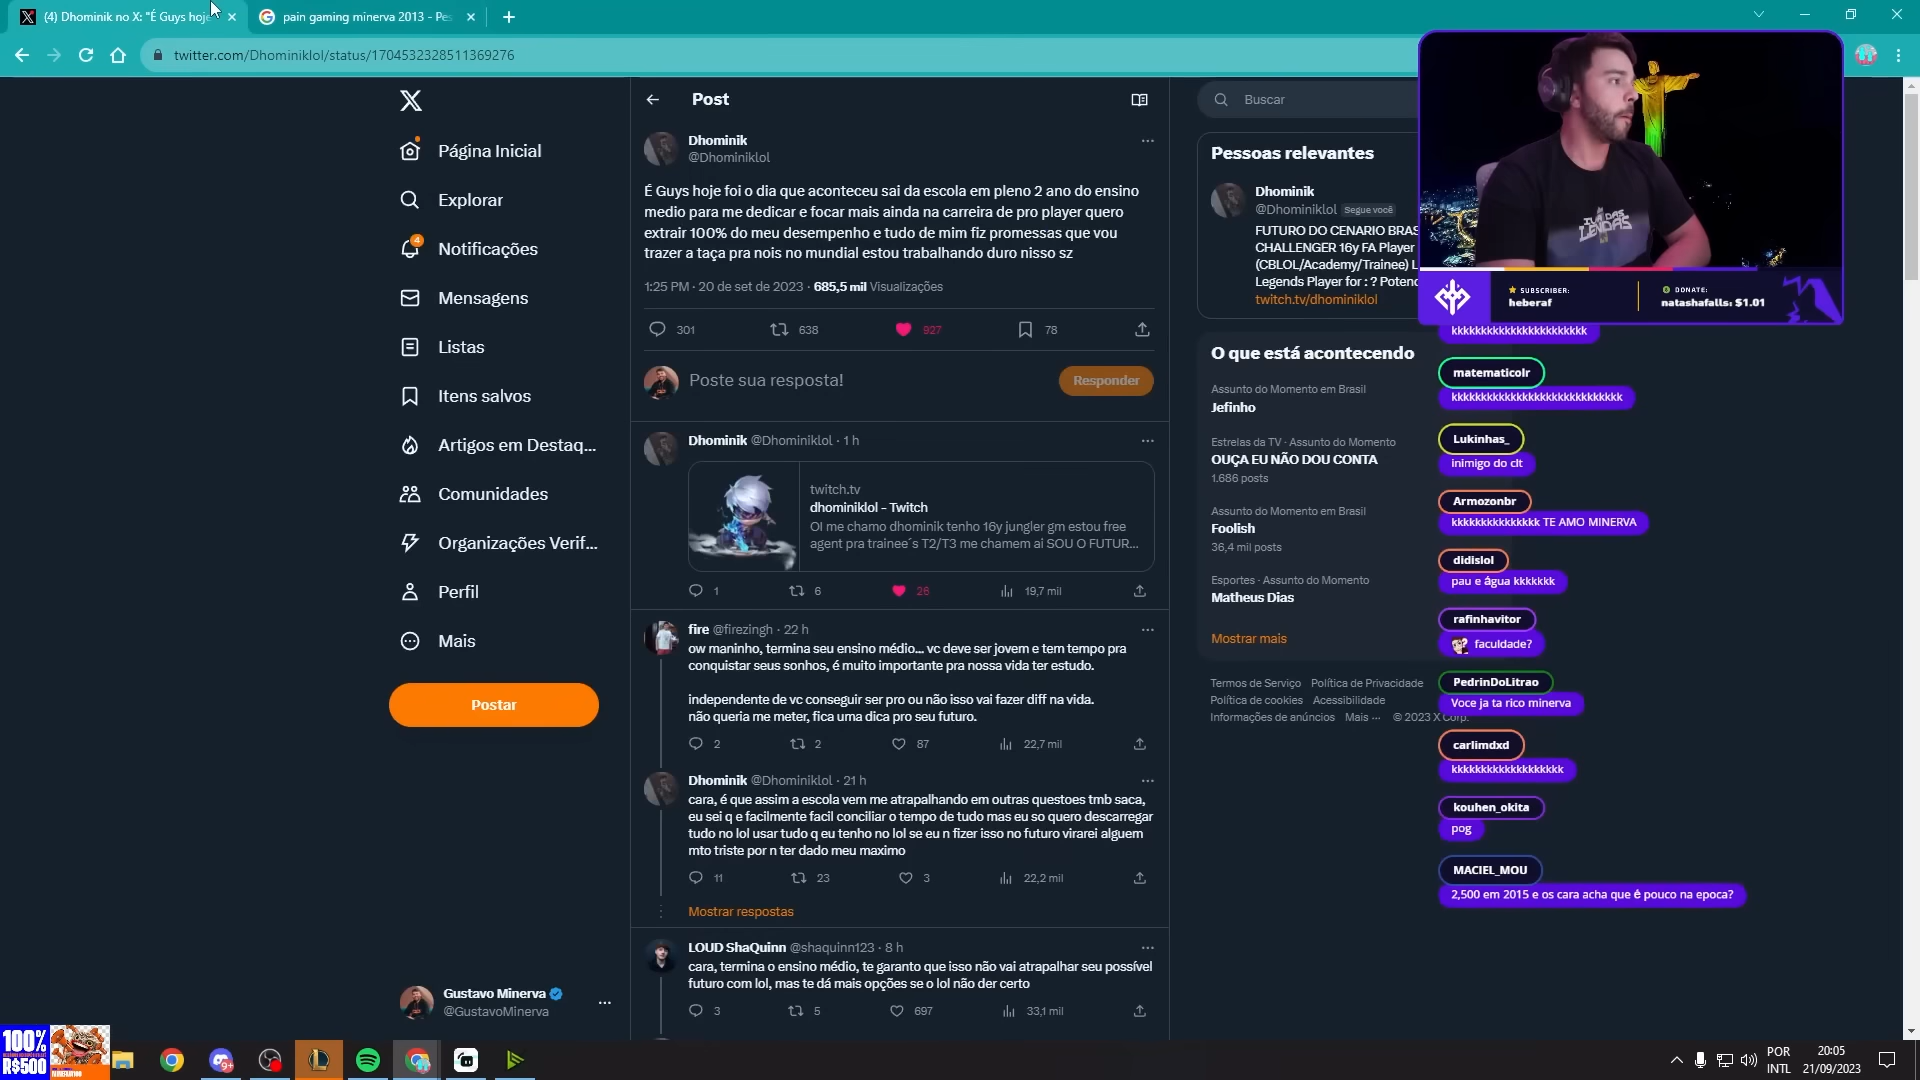 (4) Dhominik no X: "É Guys hoje
pain gaming minerva 2013 - Pes
twitter.com/Dhominiklol/status/1704532328511369276
Página Inicial
Explorar
4
Notificações
Mensagens
Listas
Itens salvos
Artigos em Destaq...
Comunidades
Organizações Verif...
Perfil
Mais
Postar
Gustavo Minerva
@GustavoMinerva
Post
Dhominik
@Dhominiklol
É Guys hoje foi o dia que aconteceu sai da escola em pleno 2 ano do ensino
medio para me dedicar e focar mais ainda na carreira de pro player quero
extrair 100% do meu desempenho e tudo de mim fiz promessas que vou
trazer a taça pra nois no mundial estou trabalhando duro nisso sz
1:25 PM · 20 de set de 2023 · 685,5 mil Visualizações
301 638 927 78
Poste sua resposta!
Responder
Dhominik @Dhominiklol · 1 h
twitch.tv
dhominiklol - Twitch
OI me chamo dhominik tenho 16y jungler gm estou free
agent pra trainee´s T2/T3 me chamem ai SOU O FUTUR...
1 6 26 19,7 mil
fire @firezingh · 22 h
ow maninho, termina seu ensino médio... vc deve ser jovem e tem tempo pra
conquistar seus sonhos, é muito importante pra nossa vida ter estudo.
independente de vc conseguir ser pro ou não isso vai fazer diff na vida.
não queria me meter, fica uma dica pro seu futuro.
2 2 87 22,7 mil
Dhominik @Dhominiklol · 21 h
cara, é que assim a escola vem me atrapalhando em outras questoes tmb saca,
eu sei q e facilmente facil conciliar o tempo de tudo mas eu so quero descarregar
tudo no lol usar tudo q eu tenho no lol se eu n fizer isso no futuro virarei alguem
mto triste por n ter dado meu maximo
11 23 3 22,2 mil
Mostrar respostas
LOUD ShaQuinn @shaquinn123 · 8 h
cara, termina o ensino médio, te garanto que isso não vai atrapalhar seu possível
futuro com lol, mas te dá mais opções se o lol não der certo
3 5 697 33,1 mil
Buscar
Pessoas relevantes
Dhominik
@Dhominiklol Segue você
FUTURO DO CENARIO BRAS
CHALLENGER 16y FA Player
(CBLOL/Academy/Trainee) L
Legends Player for : ? Potenc
twitch.tv/dhominiklol
O que está acontecendo
Assunto do Momento em Brasil
Jefinho
Estrelas da TV · Assunto do Momento
OUÇA EU NÃO DOU CONTA
1.686 posts
Assunto do Momento em Brasil
Foolish
36,4 mil posts
Esportes · Assunto do Momento
Matheus Dias
Mostrar mais
Termos de Serviço Política de Privacidade
Política de cookies Acessibilidade
Informações de anúncios Mais ··· © 2023 X Corp.
LENDAS
SUBSCRIBER:
heberaf
DONATE:
natashafalls: $1.01
kkkkkkkkkkkkkkkkkkkkkkk
matematicolr
kkkkkkkkkkkkkkkkkkkkkkkkkkkkk
Lukinhas_
inimigo do clt
Armozonbr
kkkkkkkkkkkkkkk TE AMO MINERVA
didislol
pau e água kkkkkkk
rafinhavitor
faculdade?
PedrinDoLitrao
Voce ja ta rico minerva
carlimdxd
kkkkkkkkkkkkkkkkkkk
kouhen_okita
pog
MACIEL_MOU
2,500 em 2015 e os cara acha que é pouco na epoca?
100%
R$500
9+
POR
INTL
20:05
21/09/2023